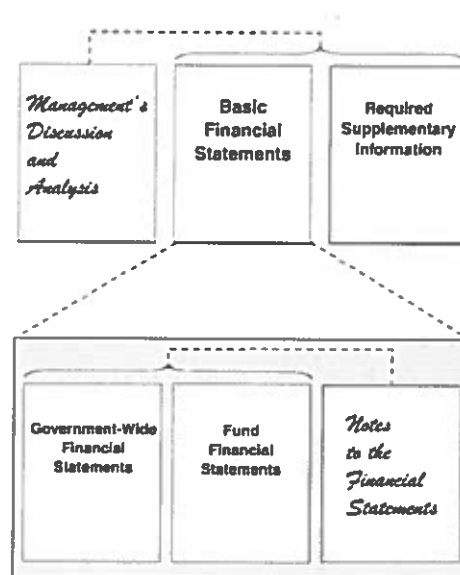 Management's
Discussion
and
Analysis
Basic
Financial
Statements
Required
Supplementary
Information
Government-Wide
Financial
Statements
Fund
Financial
Statements
Notes
to the
Financial
Statements